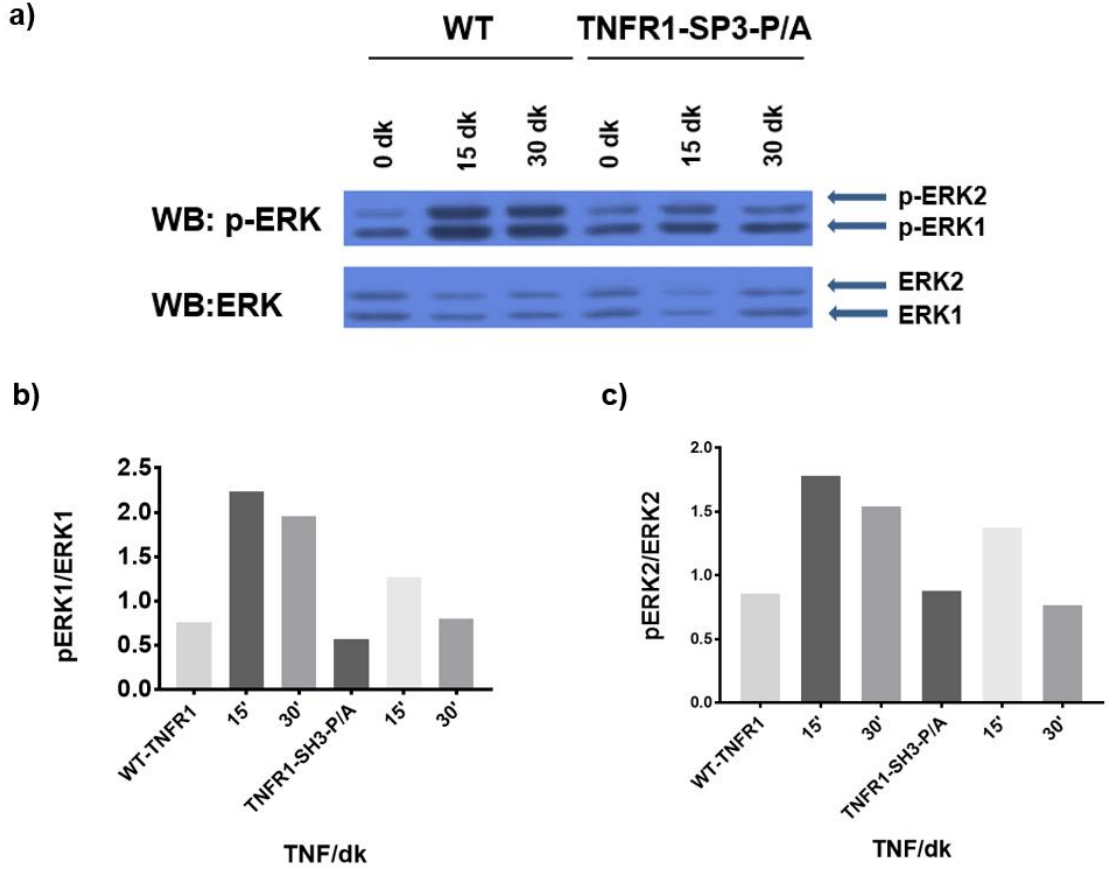 a)
WT
TNFR1-SP3-P/A
0 dk
15 dk
30 dk
0 dk
15 dk
30 dk
WB: p-ERK
p-ERK2
p-ERK1
WB:ERK
ERK2
ERK1
b)
pERK1/ERK1
2.5
2.0
1.5
1.0
0.5
0.0
WT-TNFR1
15'
30'
TNFR1-SH3-P/A
15'
30'
TNF/dk
c)
pERK2/ERK2
2.0
1.5
1.0
0.5
0.0
WT-TNFR1
15'
30'
TNFR1-SH3-P/A
15'
30'
TNF/dk